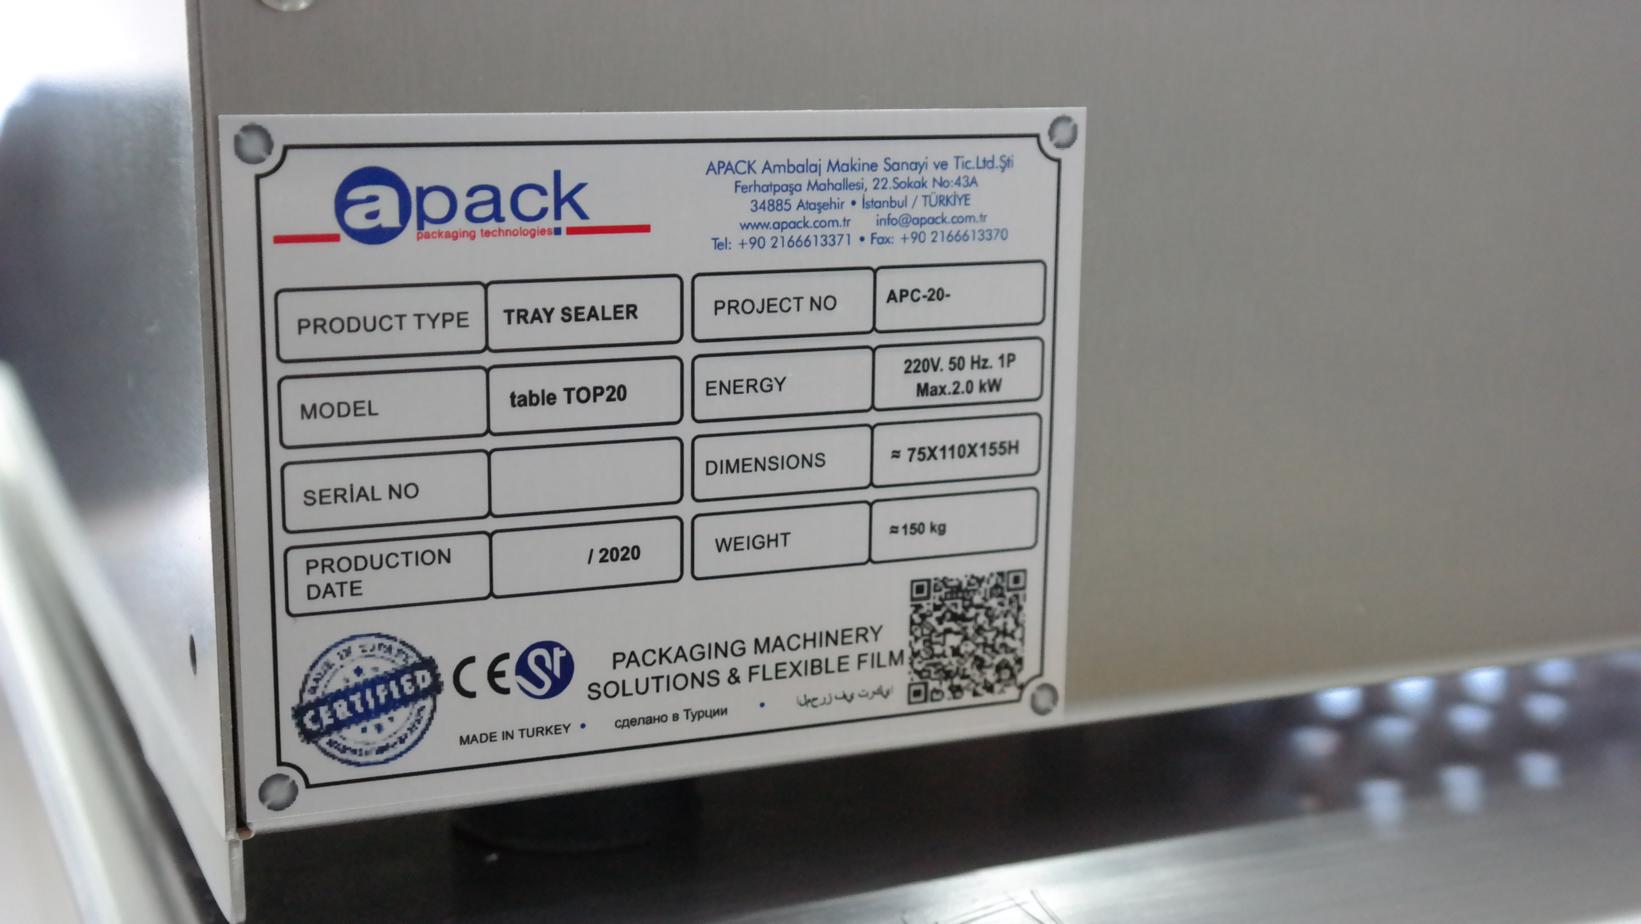 apack
packaging technologies
APACK Ambalaj Makine Sanayi ve Tic.Ltd.Şti
Ferhatpaşa Mahallesi, 22.Sokak No:43A
34885 Ataşehir • İstanbul / TÜRKİYE
www.apack.com.tr info@apack.com.tr
Tel: +90 2166613371 • Fax: +90 2166613370
PRODUCT TYPE TRAY SEALER
MODEL table TOP20
SERİAL NO
PRODUCTION DATE / 2020
PROJECT NO APC-20-
ENERGY 220V. 50 Hz. 1P
Max.2.0 kW
DIMENSIONS ≈ 75X110X155H
WEIGHT ≈150 kg
CERTIFIED
CE
PACKAGING MACHINERY
SOLUTIONS & FLEXIBLE FILM
MADE IN TURKEY • сделано в Турции •